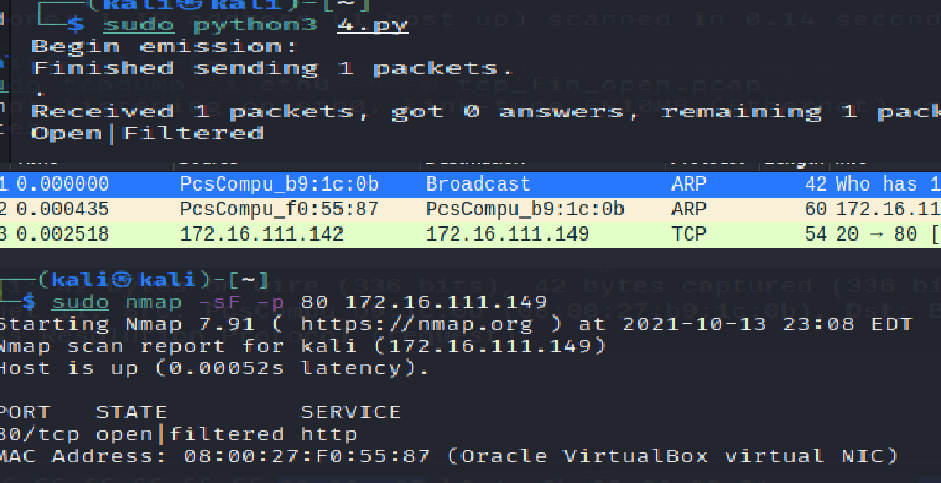 (kali㉿kali)-[~]
$ sudo python3 4.py
Begin emission:
Finished sending 1 packets.
.
Received 1 packets, got 0 answers, remaining 1 pack
Open|Filtered
1 0.000000 PcsCompu_b9:1c:0b Broadcast ARP 42 Who has 1
2 0.000435 PcsCompu_f0:55:87 PcsCompu_b9:1c:0b ARP 60 172.16.11
3 0.002518 172.16.111.142 172.16.111.149 TCP 54 20 → 80 [
(kali㉿kali)-[~]
$ sudo nmap -sF -p 80 172.16.111.149
Starting Nmap 7.91 ( https://nmap.org ) at 2021-10-13 23:08 EDT
Nmap scan report for kali (172.16.111.149)
Host is up (0.00052s latency).
PORT STATE SERVICE
80/tcp open|filtered http
MAC Address: 08:00:27:F0:55:87 (Oracle VirtualBox virtual NIC)